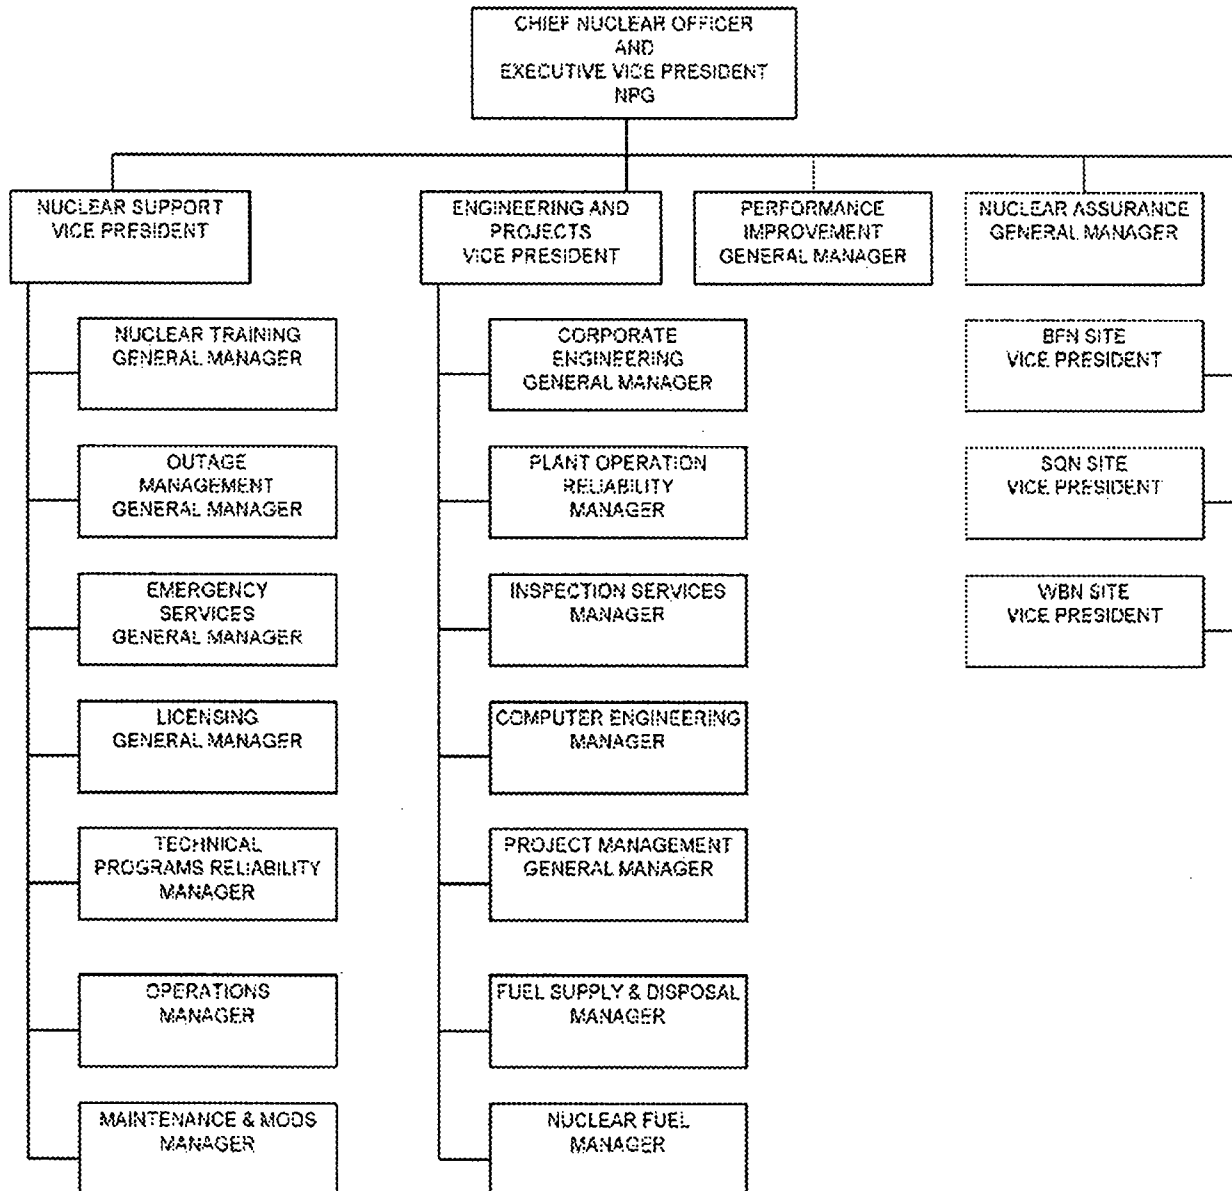 CHIEF NUCLEAR OFFICER
AND
EXECUTIVE VICE PRESIDENT
NPG
NUCLEAR SUPPORT
VICE PRESIDENT
ENGINEERING AND
PROJECTS
VICE PRESIDENT
PERFORMANCE
IMPROVEMENT
GENERAL MANAGER
NUCLEAR ASSURANCE
GENERAL MANAGER
NUCLEAR TRAINING
GENERAL MANAGER
OUTAGE
MANAGEMENT
GENERAL MANAGER
EMERGENCY
SERVICES
GENERAL MANAGER
LICENSING
GENERAL MANAGER
TECHNICAL
PROGRAMS RELIABILITY
MANAGER
OPERATIONS
MANAGER
MAINTENANCE & MODS
MANAGER
CORPORATE
ENGINEERING
GENERAL MANAGER
PLANT OPERATION
RELIABILITY
MANAGER
INSPECTION SERVICES
MANAGER
COMPUTER ENGINEERING
MANAGER
PROJECT MANAGEMENT
GENERAL MANAGER
FUEL SUPPLY & DISPOSAL
MANAGER
NUCLEAR FUEL
MANAGER
BFN SITE
VICE PRESIDENT
SQN SITE
VICE PRESIDENT
WBN SITE
VICE PRESIDENT